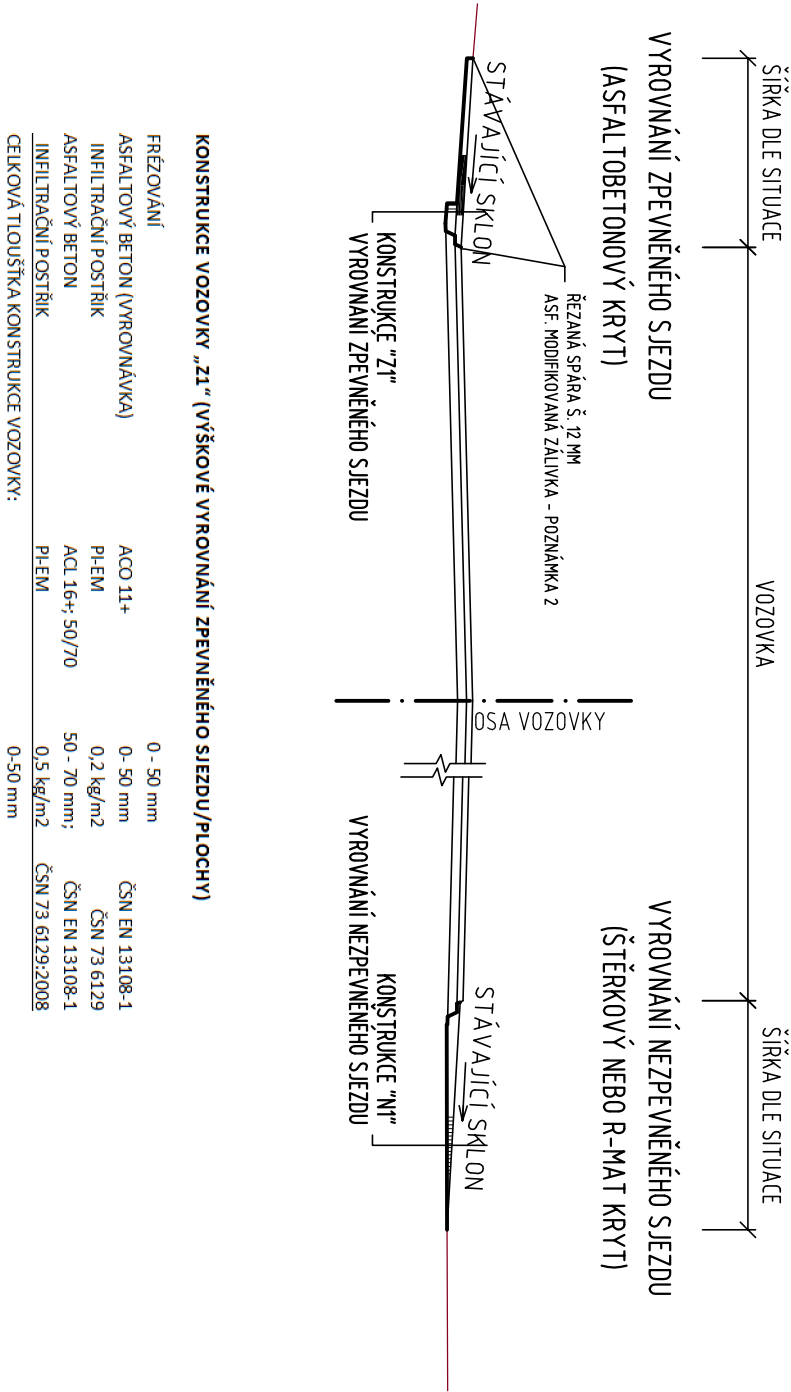 ŠÍŘKA DLE SITUACE
VOZOVKA
ŠÍŘKA DLE SITUACE
VYROVNÁNÍ ZPEVNĚNÉHO SJEZDU
(ASFALTOBETONOVÝ KRYT)
VYROVNÁNÍ NEZPEVNĚNÉHO SJEZDU
(ŠTĚRKOVÝ NEBO R-MAT KRYT)
ŘEZANÁ SPÁRA Š. 12 MM
ASF. MODIFIKOVANÁ ZÁLIVKA - POZNÁMKA 2
OSA VOZOVKY
STÁVAJÍCÍ SKLON
STÁVAJÍCÍ SKLON
KONSTRUKCE "Z1"
VYROVNÁNÍ ZPEVNĚNÉHO SJEZDU
KONSTRUKCE "N1"
VYROVNÁNÍ NEZPEVNĚNÉHO SJEZDU
KONSTRUKCE VOZOVKY „Z1“ (VÝŠKOVÉ VYROVNÁNÍ ZPEVNĚNÉHO SJEZDU/PLOCHY)
FRÉZOVÁNÍ 0 - 50 mm
ASFALTOVÝ BETON (VYROVNÁVKA) ACO 11+ 0- 50 mm ČSN EN 13108-1
INFILTRAČNÍ POSTŘIK PI-EM 0,2 kg/m2 ČSN 73 6129
ASFALTOVÝ BETON ACL 16+; 50/70 50 - 70 mm; ČSN EN 13108-1
INFILTRAČNÍ POSTŘIK PI-EM 0,5 kg/m2 ČSN 73 6129:2008
CELKOVÁ TLOUŠŤKA KONSTRUKCE VOZOVKY: 0-50 mm